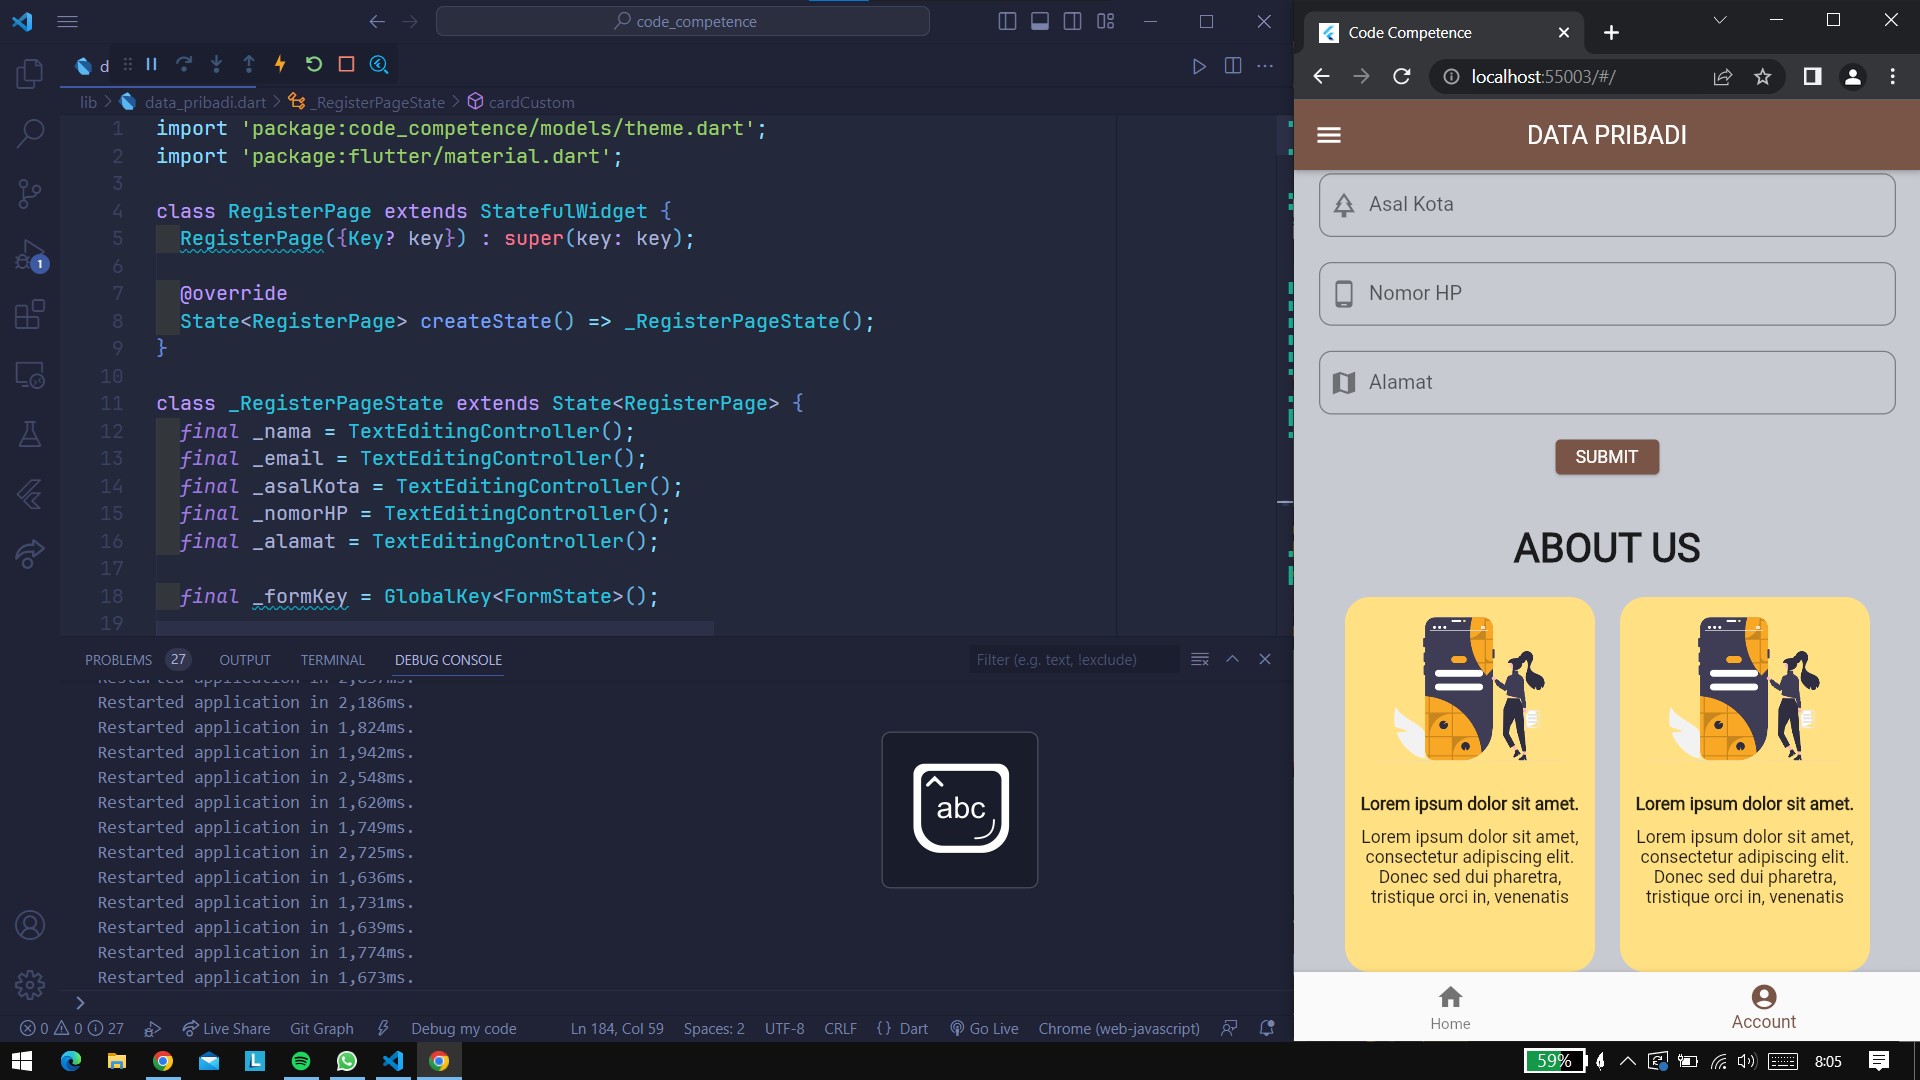 code_competence
d
lib > data_pribadi.dart > _RegisterPageState > cardCustom
1 import 'package:code_competence/models/theme.dart';
2 import 'package:flutter/material.dart';
3
4 class RegisterPage extends StatefulWidget {
5 RegisterPage({Key? key}) : super(key: key);
6
7 @override
8 State<RegisterPage> createState() => _RegisterPageState();
9 }
10
11 class _RegisterPageState extends State<RegisterPage> {
12 final _nama = TextEditingController();
13 final _email = TextEditingController();
14 final _asalKota = TextEditingController();
15 final _nomorHP = TextEditingController();
16 final _alamat = TextEditingController();
17
18 final _formKey = GlobalKey<FormState>();
19
1
PROBLEMS 27 OUTPUT TERMINAL DEBUG CONSOLE
Filter (e.g. text, !exclude)
Restarted application in 2,186ms.
Restarted application in 1,824ms.
Restarted application in 1,942ms.
Restarted application in 2,548ms.
Restarted application in 1,620ms.
Restarted application in 1,749ms.
Restarted application in 2,725ms.
Restarted application in 1,636ms.
Restarted application in 1,731ms.
Restarted application in 1,639ms.
Restarted application in 1,774ms.
Restarted application in 1,673ms.
abc
0 0 27 Live Share Git Graph Debug my code Ln 184, Col 59 Spaces: 2 UTF-8 CRLF {} Dart Go Live Chrome (web-javascript)
Code Competence
localhost:55003/#/
DATA PRIBADI
Asal Kota
Nomor HP
Alamat
SUBMIT
ABOUT US
Lorem ipsum dolor sit amet.
Lorem ipsum dolor sit amet,
consectetur adipiscing elit.
Donec sed dui pharetra,
tristique orci in, venenatis
Lorem ipsum dolor sit amet.
Lorem ipsum dolor sit amet,
consectetur adipiscing elit.
Donec sed dui pharetra,
tristique orci in, venenatis
Home
Account
L
59%
8:05